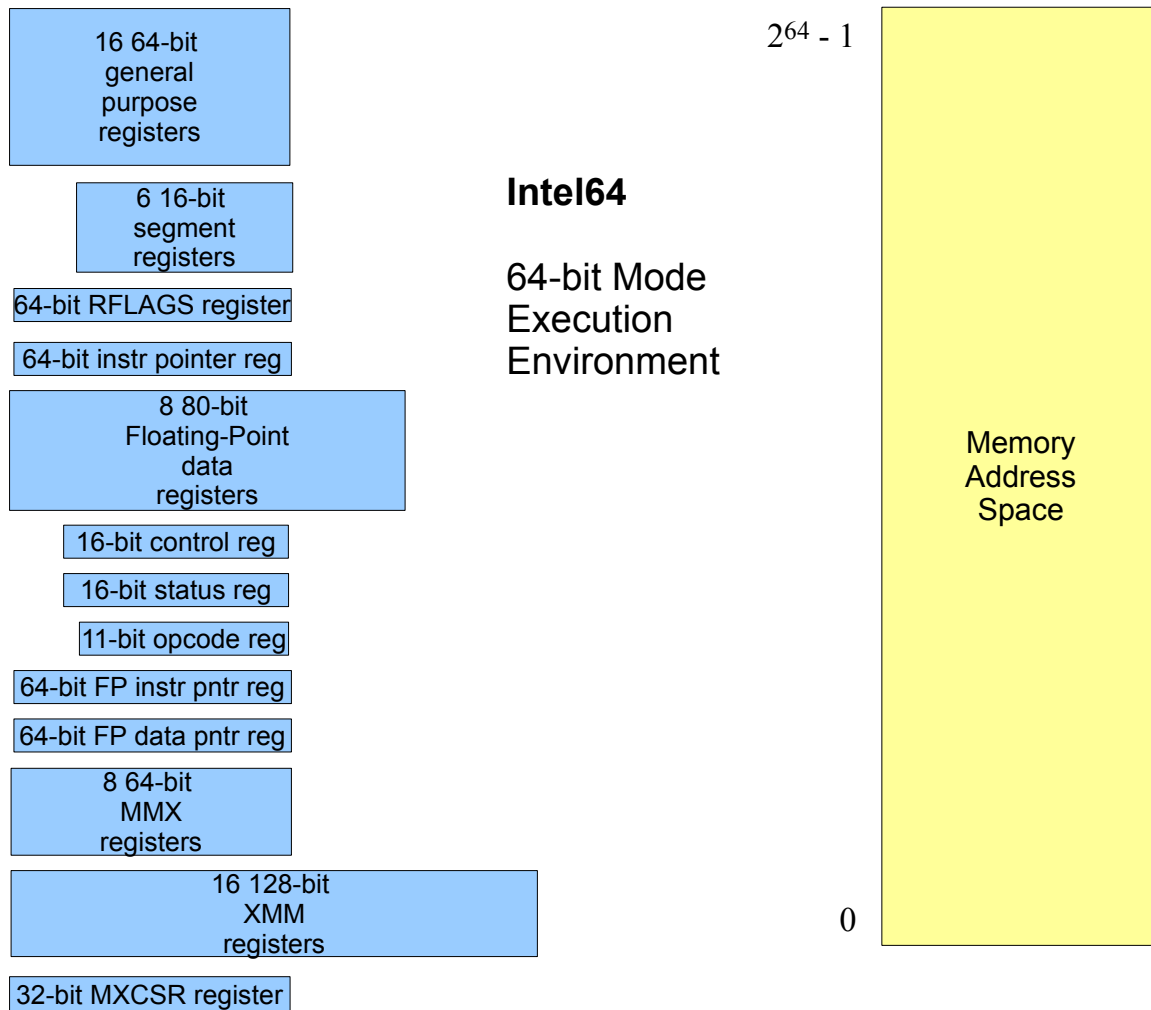 16 64-bit
general
purpose
registers
6 16-bit
segment
registers
64-bit RFLAGS register
64-bit instr pointer reg
8 80-bit
Floating-Point
data
registers
16-bit control reg
16-bit status reg
11-bit opcode reg
64-bit FP instr pntr reg
64-bit FP data pntr reg
8 64-bit
MMX
registers
16 128-bit
XMM
registers
32-bit MXCSR register
Intel64
64-bit Mode
Execution
Environment
2⁶⁴ - 1
0
Memory
Address
Space